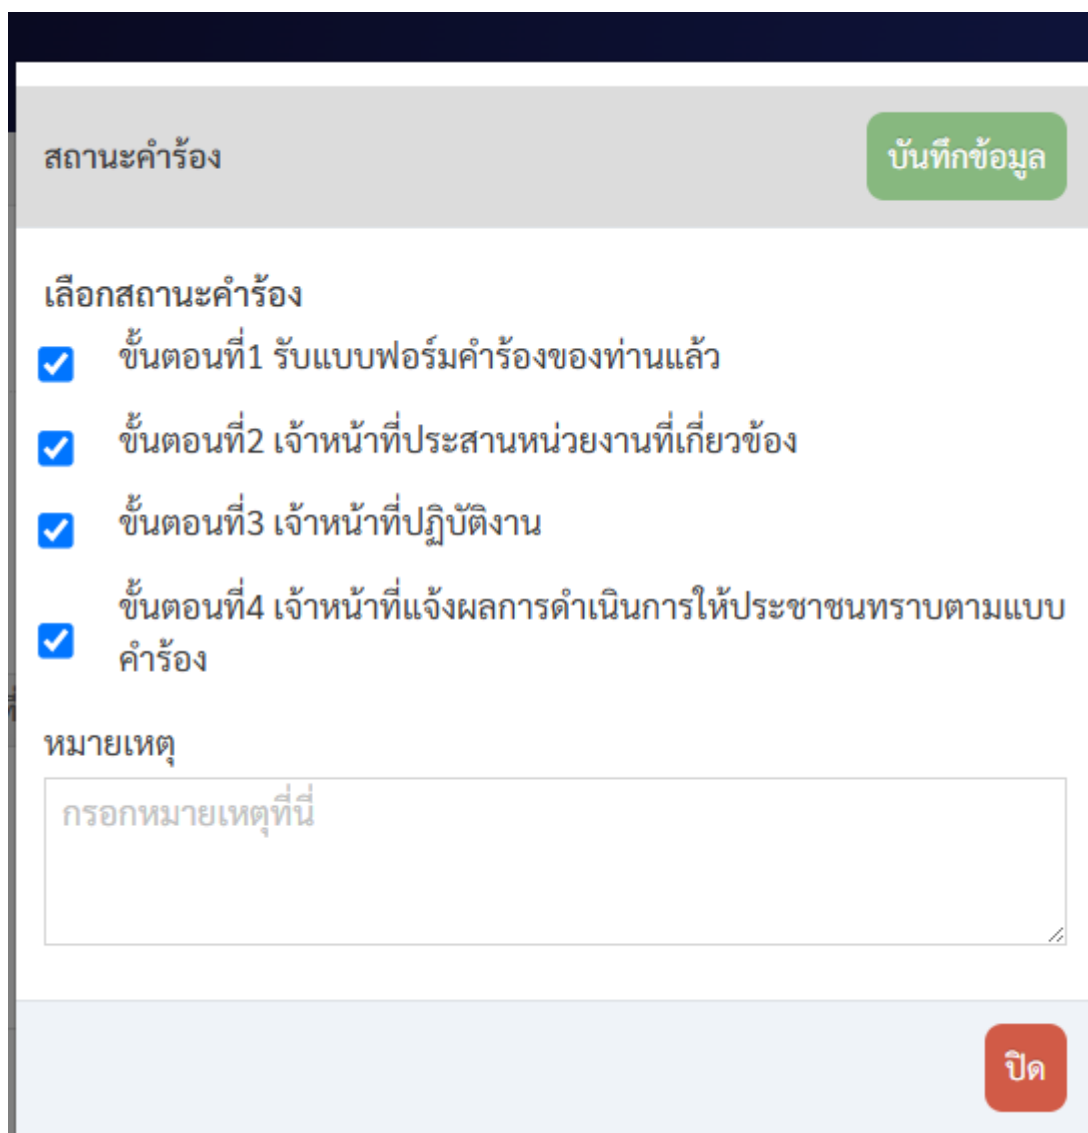 สถานะคำร้อง
บันทึกข้อมูล
เลือกสถานะคำร้อง
ขั้นตอนที่1 รับแบบฟอร์มคำร้องของท่านแล้ว
ขั้นตอนที่2 เจ้าหน้าที่ประสานหน่วยงานที่เกี่ยวข้อง
ขั้นตอนที่3 เจ้าหน้าที่ปฏิบัติงาน
ขั้นตอนที่4 เจ้าหน้าที่แจ้งผลการดำเนินการให้ประชาชนทราบตามแบบ
คำร้อง
หมายเหตุ
กรอกหมายเหตุที่นี่
ปิด